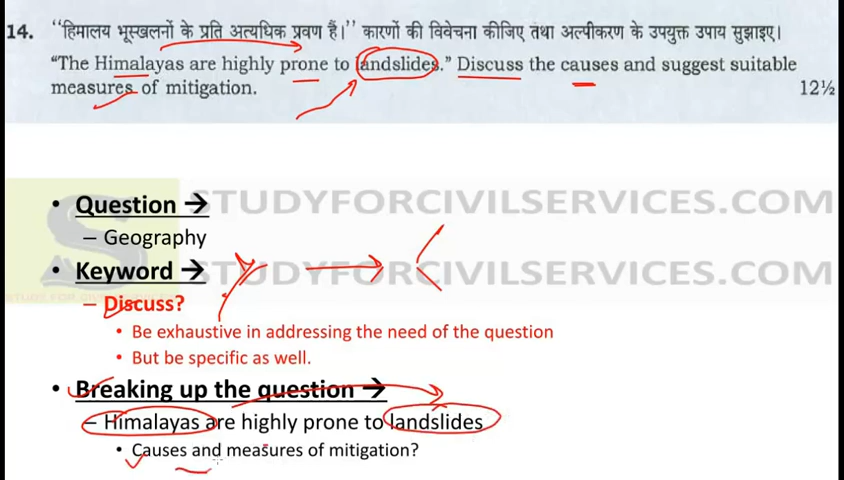 14. “हिमालय भूस्खलनों के प्रति अत्यधिक प्रवण हैं।” कारणों की विवेचना कीजिए तथा अल्पीकरण के उपयुक्त उपाय सुझाइए।
“The Himalayas are highly prone to landslides.” Discuss the causes and suggest suitable
measures of mitigation. 12½
STUDYFORCIVILSERVICES.COM
• Question →
– Geography
• Keyword →
STUDYFORCIVILSERVICES.COM
– Discuss?
• Be exhaustive in addressing the need of the question
• But be specific as well.
• Breaking up the question →
– Himalayas are highly prone to landslides
• Causes and measures of mitigation?